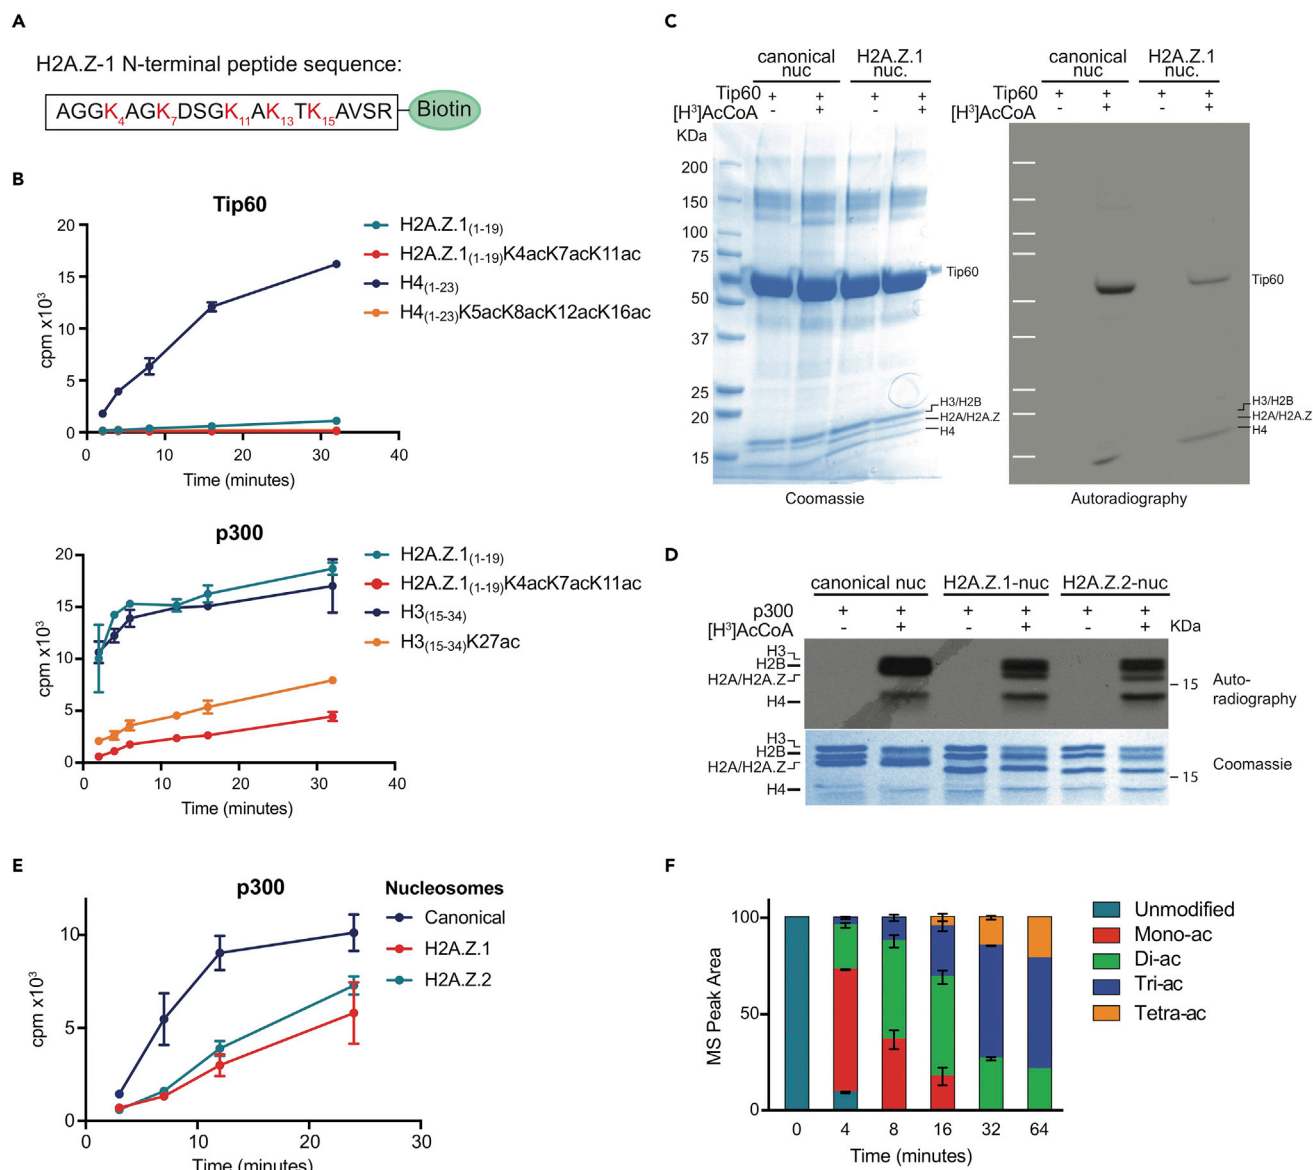 A
H2A.Z-1 N-terminal peptide sequence:
AGGK4AGK7DSGK11AK13TK15AVSR
Biotin
B
Tip60
20
15
10
5
0
cpm x10³
0 10 20 30 40
Time (minutes)
H2A.Z.1(1-19)
H2A.Z.1(1-19)K4acK7acK11ac
H4(1-23)
H4(1-23)K5acK8acK12acK16ac
p300
20
15
10
5
0
cpm x10³
0 10 20 30 40
Time (minutes)
H2A.Z.1(1-19)
H2A.Z.1(1-19)K4acK7acK11ac
H3(15-34)
H3(15-34)K27ac
C
canonical H2A.Z.1
nuc nuc.
Tip60 + + + +
[H³]AcCoA - + - +
KDa
200
150
100
75
50
37
25
20
15
Tip60
H3/H2B
H2A/H2A.Z
H4
Coomassie
canonical H2A.Z.1
nuc nuc.
Tip60 + + + +
[H³]AcCoA - + - +
Tip60
H3/H2B
H2A/H2A.Z
H4
Autoradiography
D
canonical nuc H2A.Z.1-nuc H2A.Z.2-nuc
p300 + + + + + +
[H³]AcCoA - + - + - + KDa
H3
H2B
H2A/H2A.Z
H4
- 15
Auto-
radiography
H3
H2B
H2A/H2A.Z
H4
- 15
Coomassie
E
p300
10
5
0
cpm x10³
0 10 20 30
Time (minutes)
Nucleosomes
Canonical
H2A.Z.1
H2A.Z.2
F
100
50
0
MS Peak Area
0 4 8 16 32 64
Time (minutes)
Unmodified
Mono-ac
Di-ac
Tri-ac
Tetra-ac